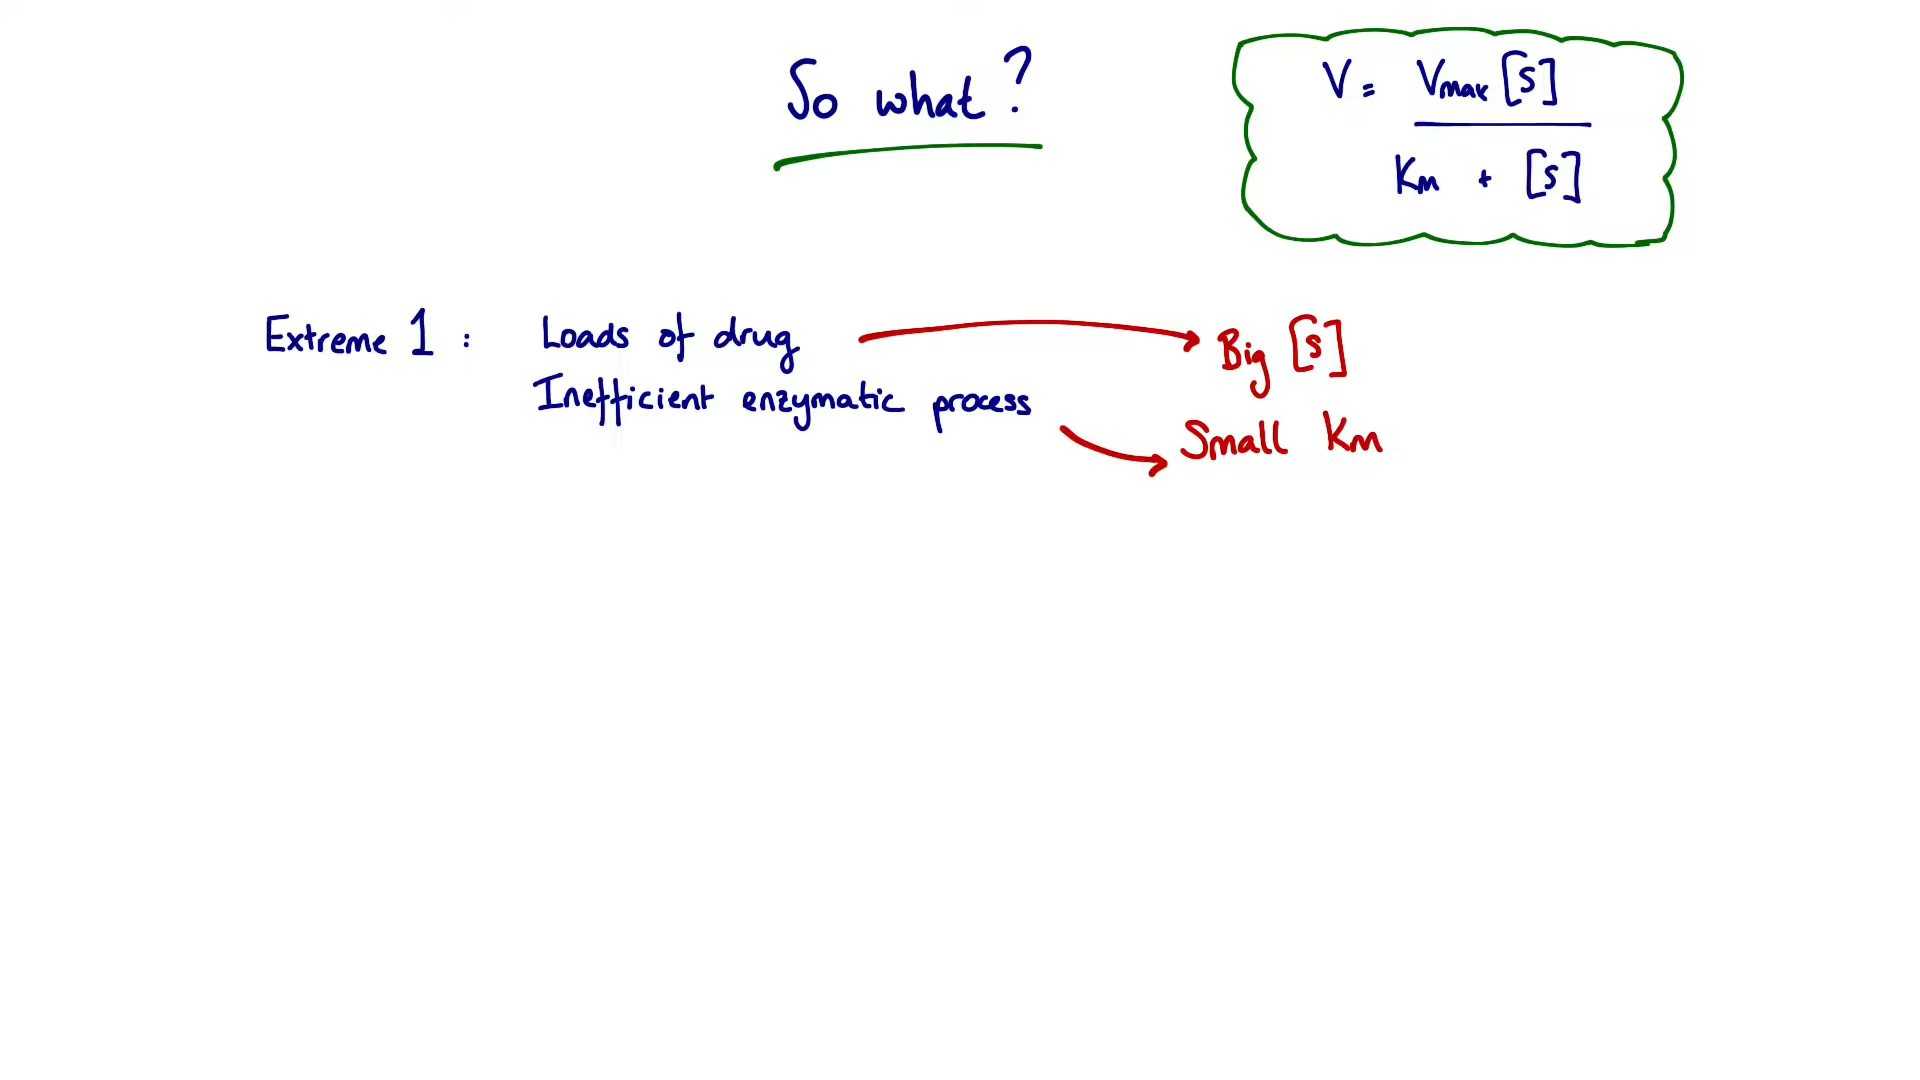 So what?
V = Vmax [S]
Km + [S]
Extreme 1 : Loads of drug
Big [S]
Inefficient enzymatic process
Small Km